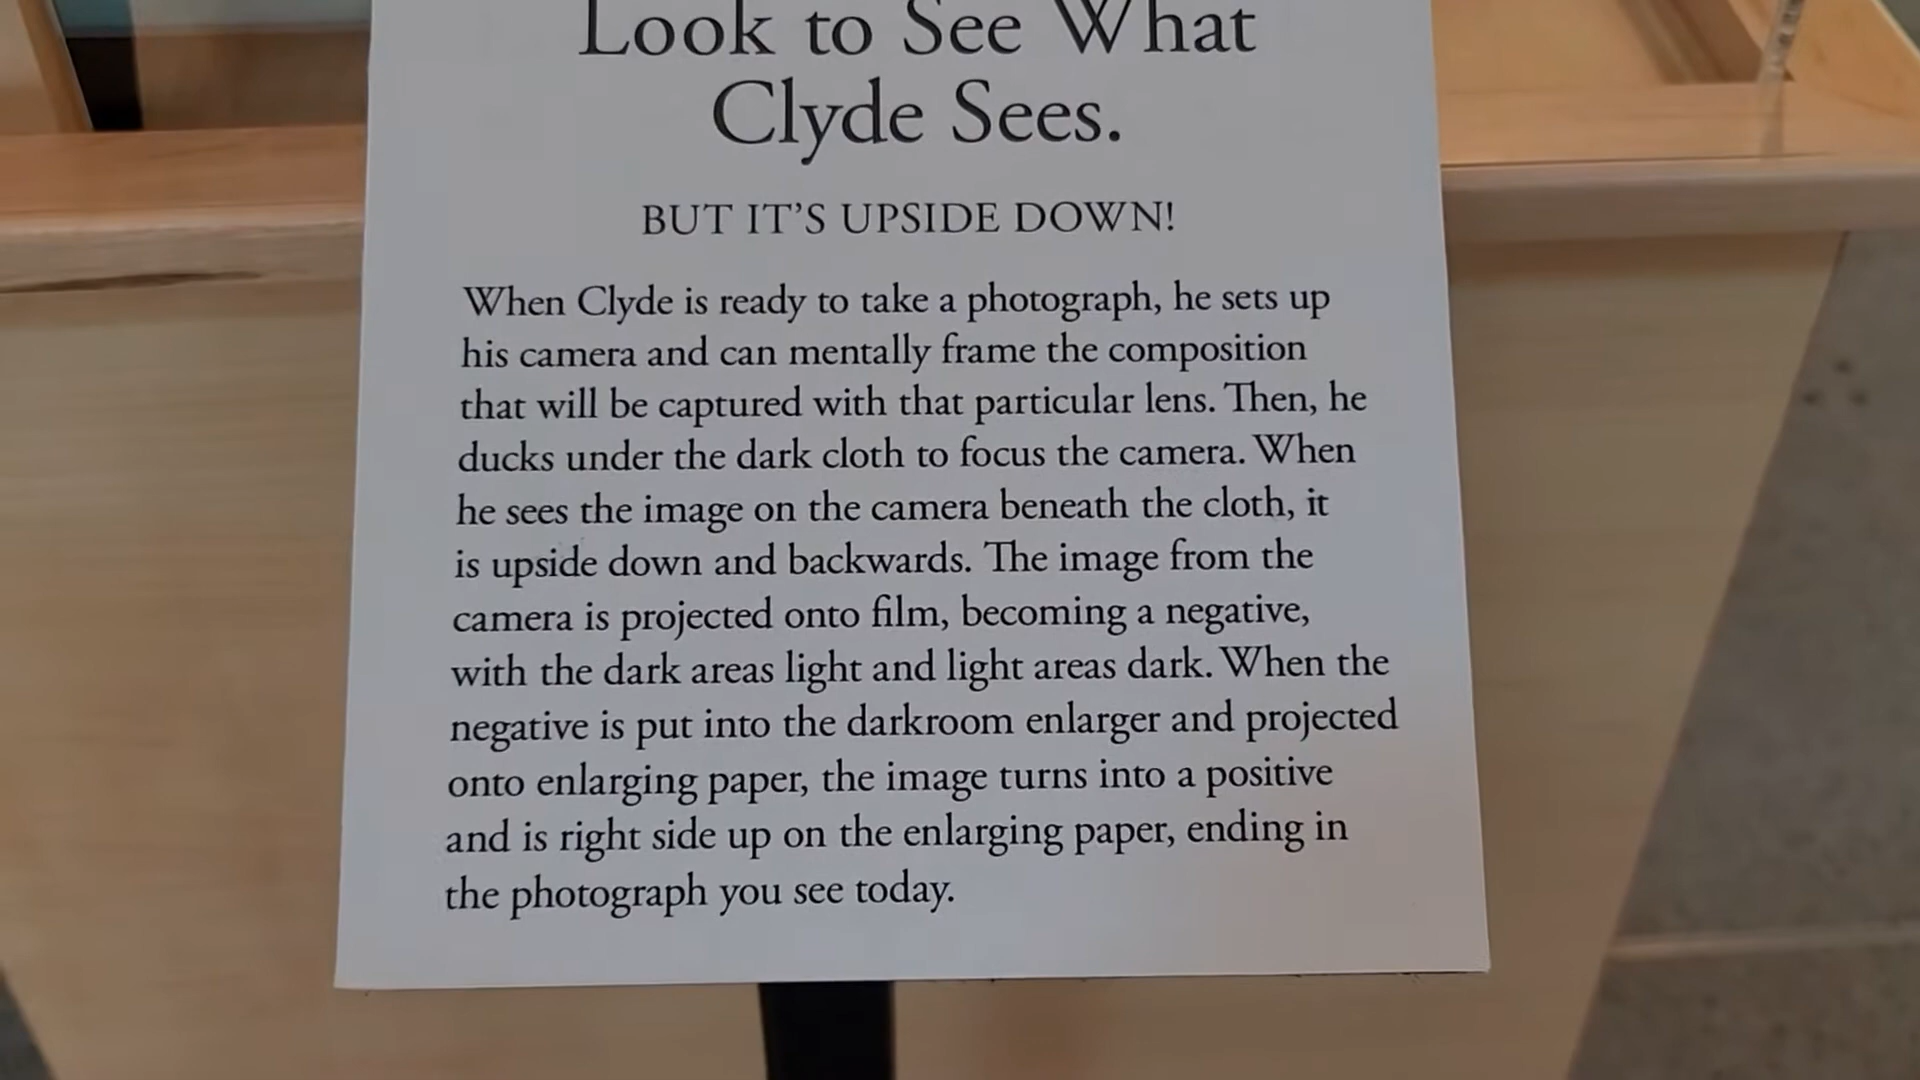 Look to See What
Clyde Sees.
BUT IT'S UPSIDE DOWN!
When Clyde is ready to take a photograph, he sets up
his camera and can mentally frame the composition
that will be captured with that particular lens. Then, he
ducks under the dark cloth to focus the camera. When
he sees the image on the camera beneath the cloth, it
is upside down and backwards. The image from the
camera is projected onto film, becoming a negative,
with the dark areas light and light areas dark. When the
negative is put into the darkroom enlarger and projected
onto enlarging paper, the image turns into a positive
and is right side up on the enlarging paper, ending in
the photograph you see today.